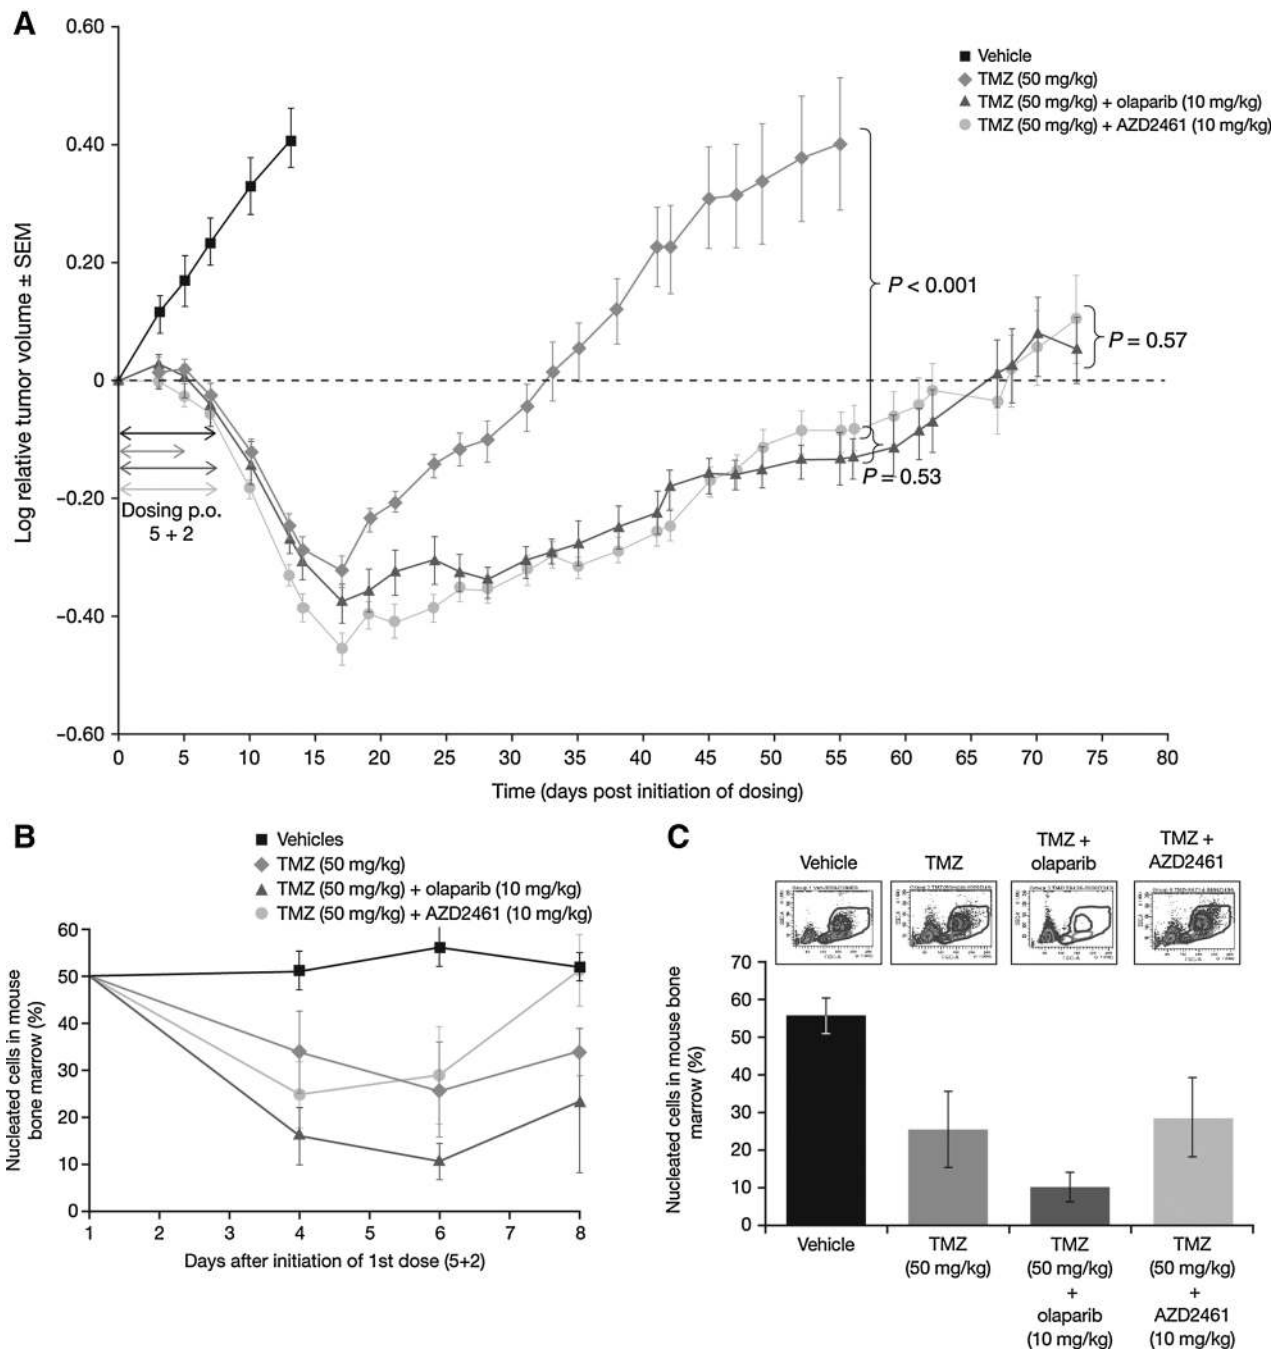 A
0.60
0.40
0.20
0
−0.20
−0.40
−0.60
Log relative tumor volume ± SEM
Vehicle
TMZ (50 mg/kg)
TMZ (50 mg/kg) + olaparib (10 mg/kg)
TMZ (50 mg/kg) + AZD2461 (10 mg/kg)
P < 0.001
P = 0.57
P = 0.53
Dosing p.o.
5 + 2
0 5 10 15 20 25 30 35 40 45 50 55 60 65 70 75 80
Time (days post initiation of dosing)
B
Vehicles
TMZ (50 mg/kg)
TMZ (50 mg/kg) + olaparib (10 mg/kg)
TMZ (50 mg/kg) + AZD2461 (10 mg/kg)
60
50
40
30
20
10
0
Nucleated cells in mouse
bone marrow (%)
1 2 3 4 5 6 7 8
Days after initiation of 1st dose (5+2)
C
Vehicle
TMZ
TMZ +
olaparib
TMZ +
AZD2461
70
60
50
40
30
20
10
0
Nucleated cells in mouse bone
marrow (%)
Vehicle
TMZ
(50 mg/kg)
TMZ
(50 mg/kg)
+
olaparib
(10 mg/kg)
TMZ
(50 mg/kg)
+
AZD2461
(10 mg/kg)